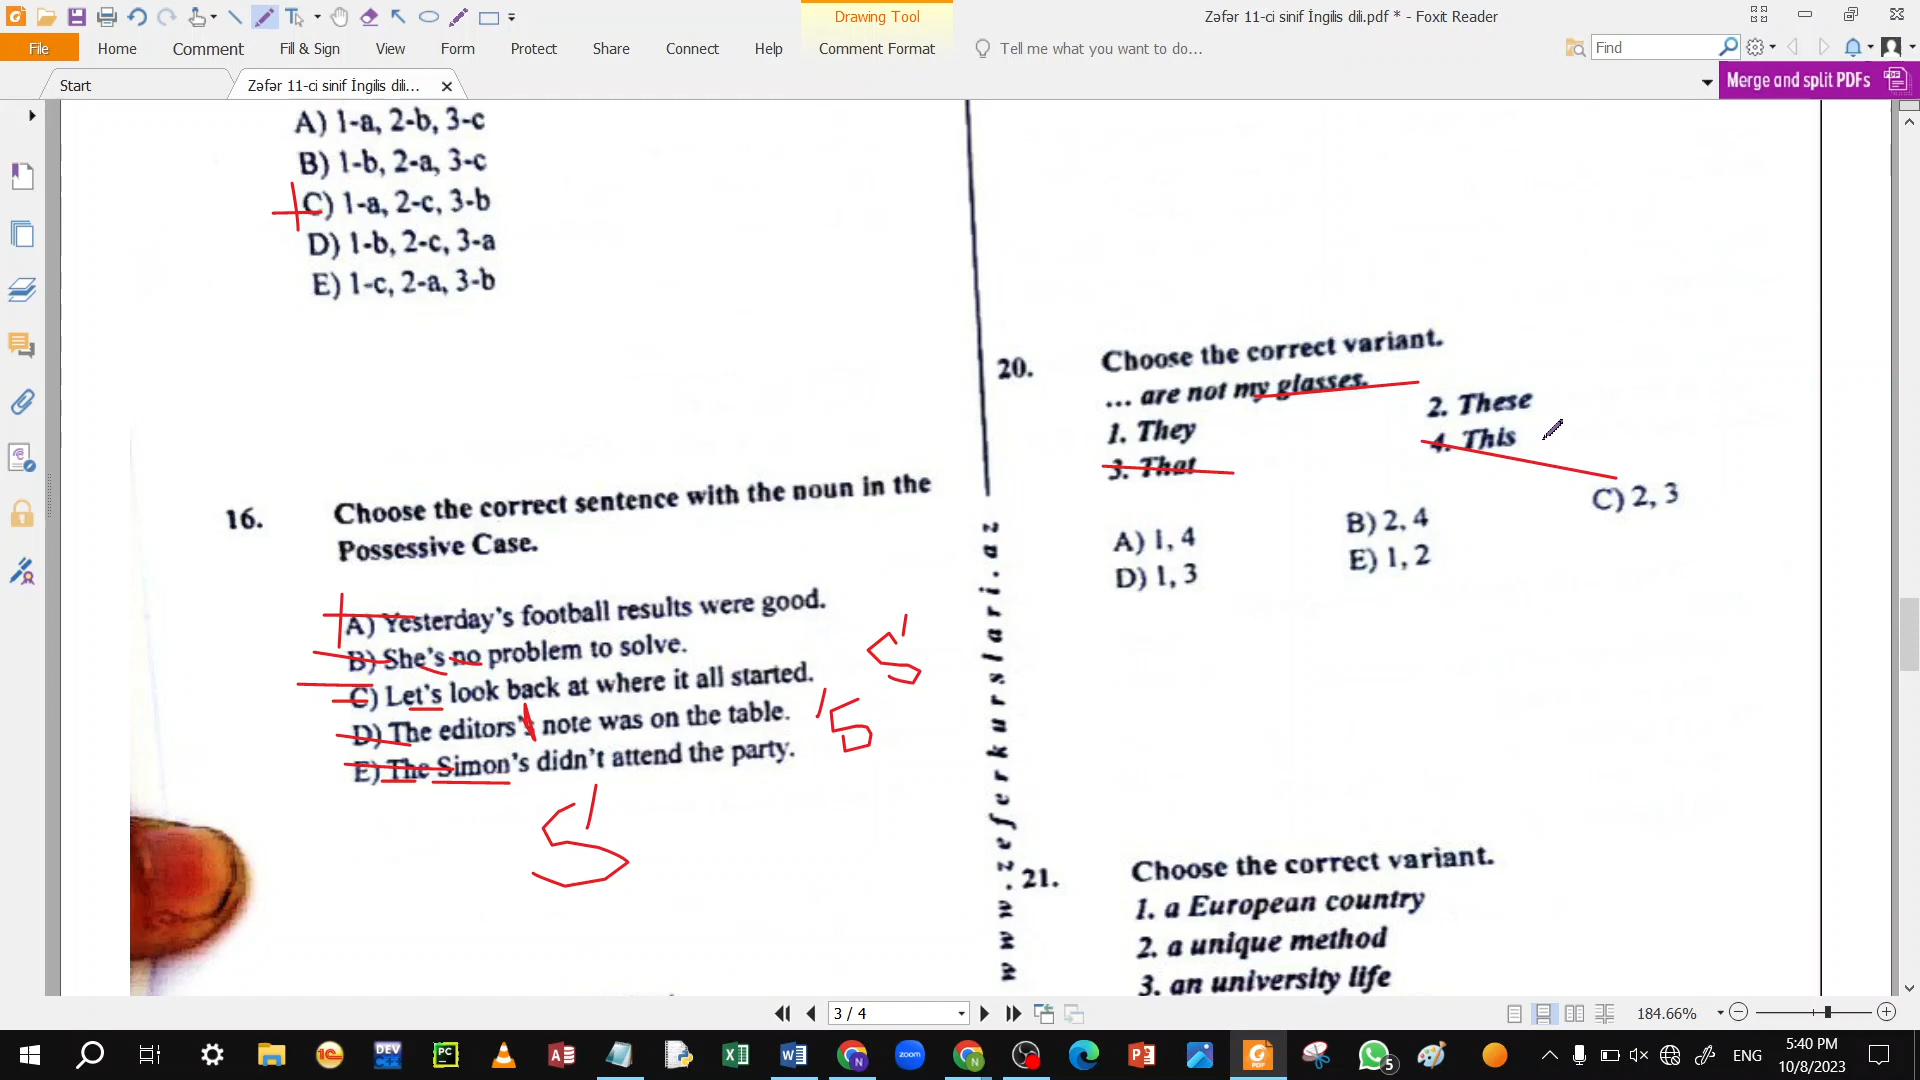 Drawing Tool
Zəfər 11-ci sinif İngilis dili.pdf * - Foxit Reader
File
Home
Comment
Fill & Sign
View
Form
Protect
Share
Connect
Help
Comment Format
Tell me what you want to do...
Find
Start
Zəfər 11-ci sinif İngilis dili...
Merge and split PDFs
A) 1-a, 2-b, 3-c
B) 1-b, 2-a, 3-c
C) 1-a, 2-c, 3-b
D) 1-b, 2-c, 3-a
E) 1-c, 2-a, 3-b
16. Choose the correct sentence with the noun in the
Possessive Case.
A) Yesterday's football results were good.
B) She's no problem to solve.
C) Let's look back at where it all started.
D) The editors's note was on the table.
E) The Simon's didn't attend the party.
S'
'S
S'
www.zeferkurslari.az
20. Choose the correct variant.
... are not my glasses.
1. They
2. These
3. That
4. This
A) 1, 4
B) 2, 4
C) 2, 3
D) 1, 3
E) 1, 2
21. Choose the correct variant.
1. a European country
2. a unique method
3. an university life
3 / 4
184.66%
ENG
5:40 PM
10/8/2023